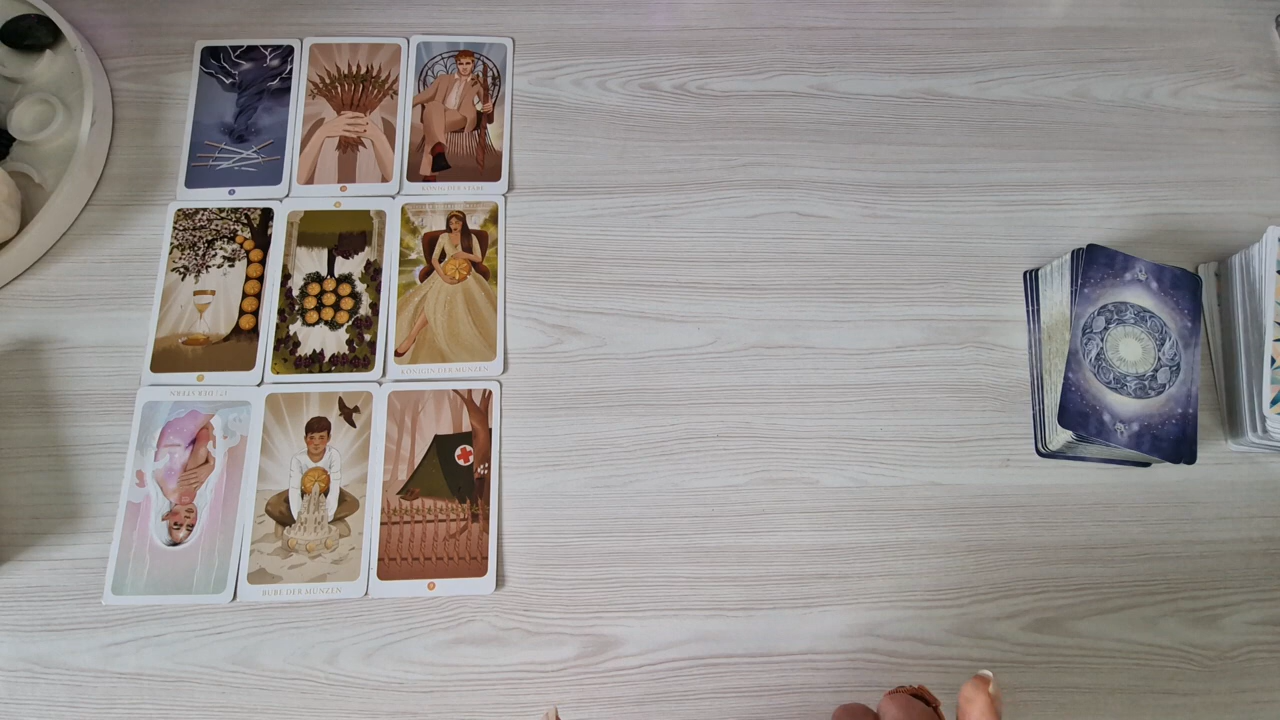 KÖNIG DER STÄBE
KÖNIGIN DER MÜNZEN
17 / DER STERN
BUBE DER MÜNZEN